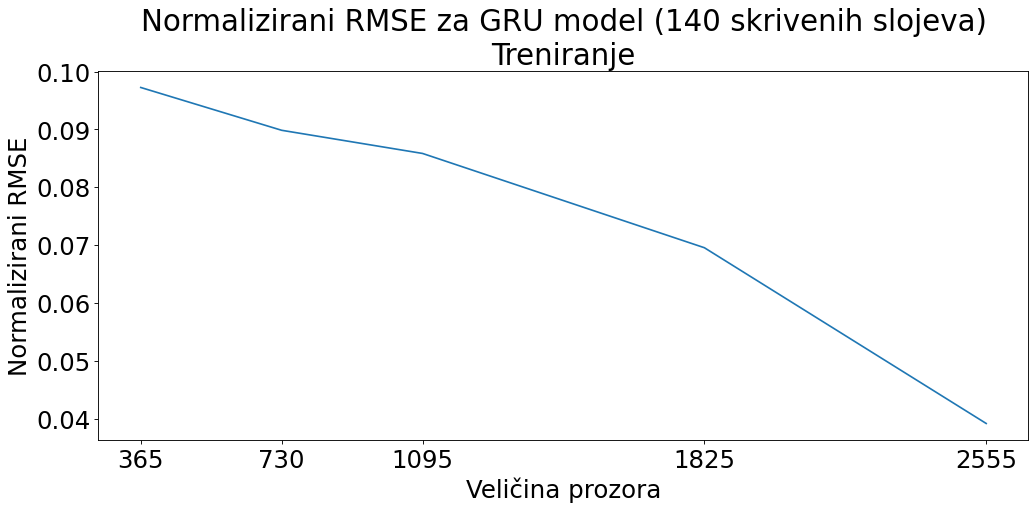 Normalizirani RMSE za GRU model (140 skrivenih slojeva)
Treniranje
0.10
0.09
0.08
0.07
0.06
0.05
0.04
Normalizirani RMSE
365 730 1095 1825 2555
Veličina prozora